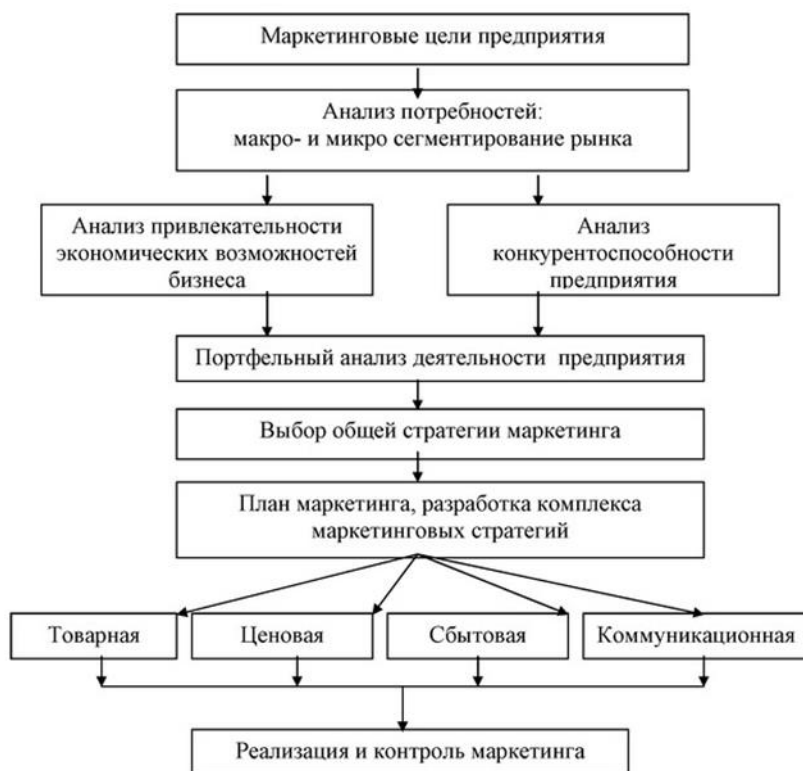 Маркетинговые цели предприятия
Анализ потребностей:
макро- и микро сегментирование рынка
Анализ привлекательности
экономических возможностей
бизнеса
Анализ
конкурентоспособности
предприятия
Портфельный анализ деятельности предприятия
Выбор общей стратегии маркетинга
План маркетинга, разработка комплекса
маркетинговых стратегий
Товарная
Ценовая
Сбытовая
Коммуникационная
Реализация и контроль маркетинга